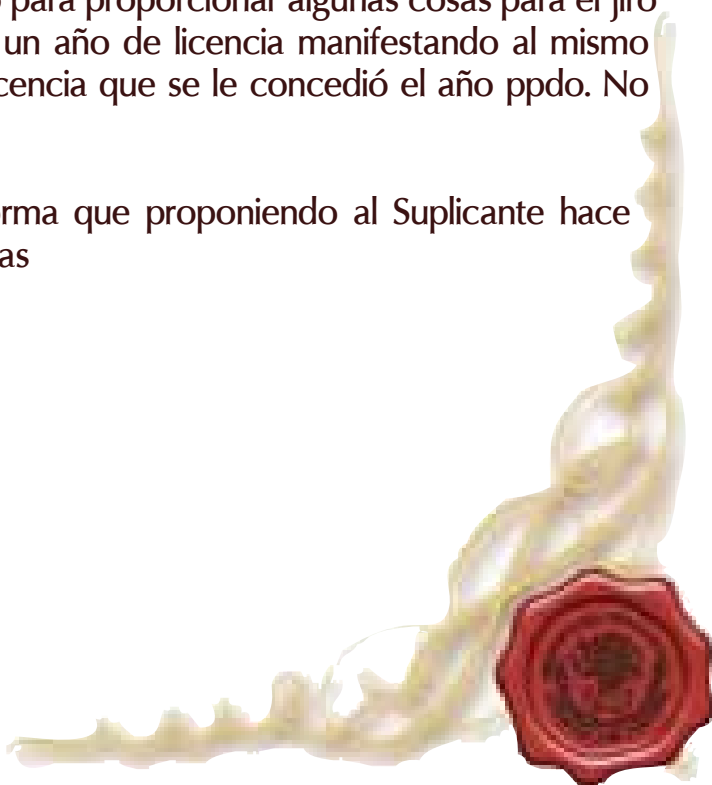 para proporcionar algunas cosas para el jiro
un año de licencia manifestando al mismo
cencia que se le concedió el año ppdo. No
rma que proponiendo al Suplicante hace
as